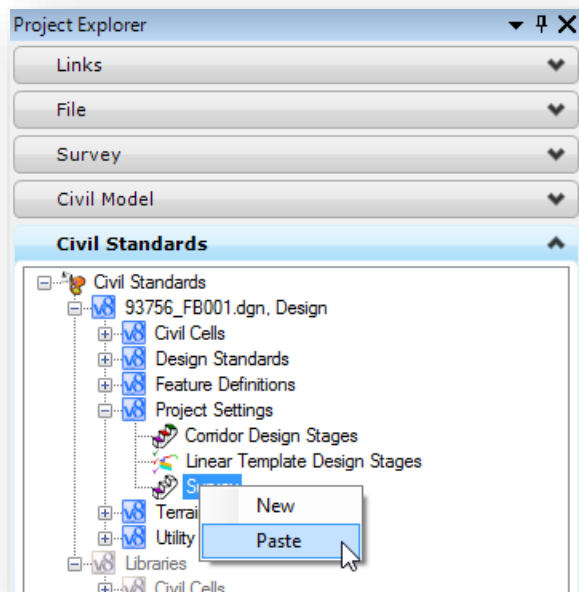 Project Explorer
Links
File
Survey
Civil Model
Civil Standards
Civil Standards
93756_FB001.dgn, Design
Civil Cells
Design Standards
Feature Definitions
Project Settings
Corridor Design Stages
Linear Template Design Stages
New
Utility
Paste
Libraries
Civil Cells